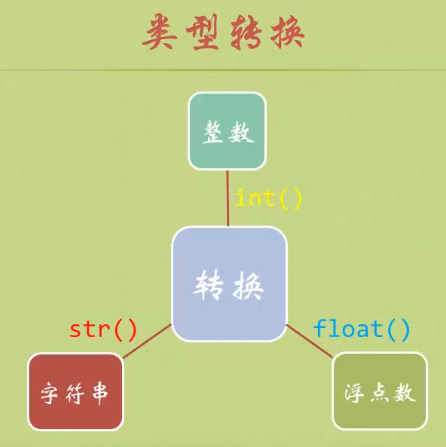 类型转换
整数
int()
转换
str()
float()
字符串
浮点数